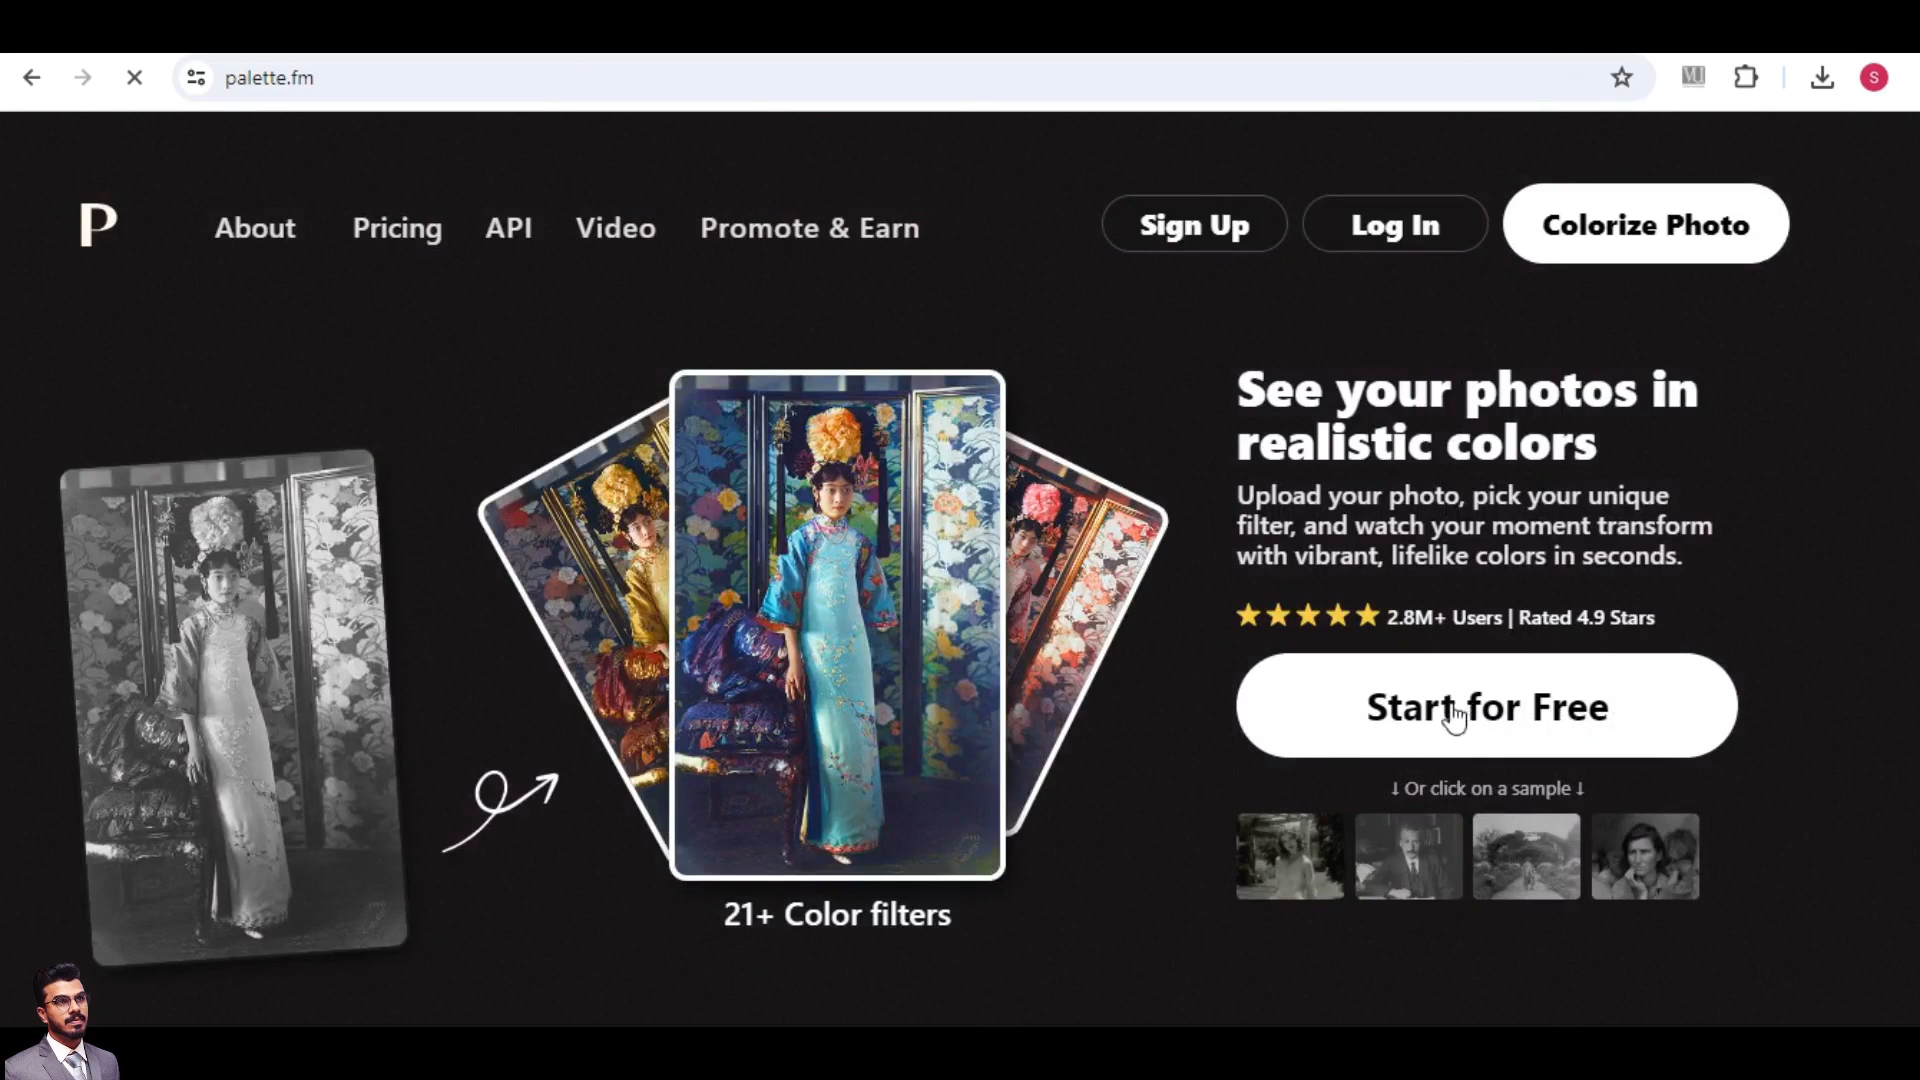 palette.fm
VU
S
P
About
Pricing
API
Video
Promote & Earn
Sign Up
Log In
Colorize Photo
See your photos in
realistic colors
Upload your photo, pick your unique
filter, and watch your moment transform
with vibrant, lifelike colors in seconds.
2.8M+ Users | Rated 4.9 Stars
Start for Free
↓ Or click on a sample ↓
21+ Color filters